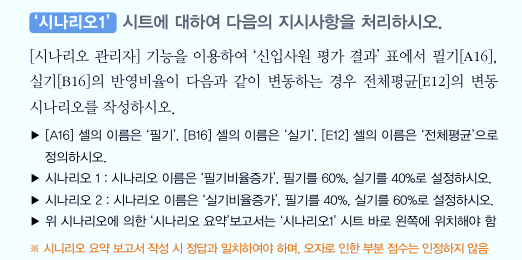 '시나리오1' 시트에 대하여 다음의 지시사항을 처리하시오.
[시나리오 관리자] 기능을 이용하여 '신입사원 평가 결과' 표에서 필기[A16],
실기[B16]의 반영비율이 다음과 같이 변동하는 경우 전체평균[E12]의 변동
시나리오를 작성하시오.
▶ [A16] 셀의 이름은 '필기', [B16] 셀의 이름은 '실기', [E12] 셀의 이름은 '전체평균'으로
정의하시오.
▶ 시나리오 1 : 시나리오 이름은 '필기비율증가', 필기를 60%, 실기를 40%로 설정하시오.
▶ 시나리오 2 : 시나리오 이름은 '실기비율증가', 필기를 40%, 실기를 60%로 설정하시오.
▶ 위 시나리오에 의한 '시나리오 요약'보고서는 '시나리오1' 시트 바로 왼쪽에 위치해야 함
※ 시니리오 요약 보고서 작성 시 정답과 일치하여야 하며, 오자로 인한 부분 점수는 인정하지 않음